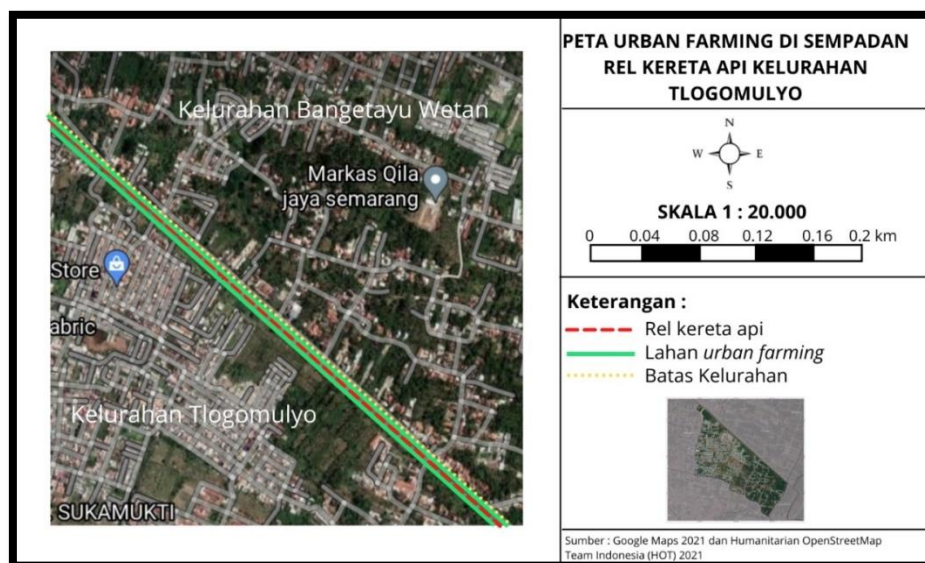 Kelurahan Bangetayu Wetan
Markas Qila
jaya semarang
Store
abric
Kelurahan Tlogomulyo
SUKAMUKTI
PETA URBAN FARMING DI SEMPADAN
REL KERETA API KELURAHAN
TLOGOMULYO
N
W E
S
SKALA 1 : 20.000
0 0.04 0.08 0.12 0.16 0.2 km
Keterangan :
Rel kereta api
Lahan urban farming
Batas Kelurahan
Sumber : Google Maps 2021 dan Humanitarian OpenStreetMap
Team Indonesia (HOT) 2021